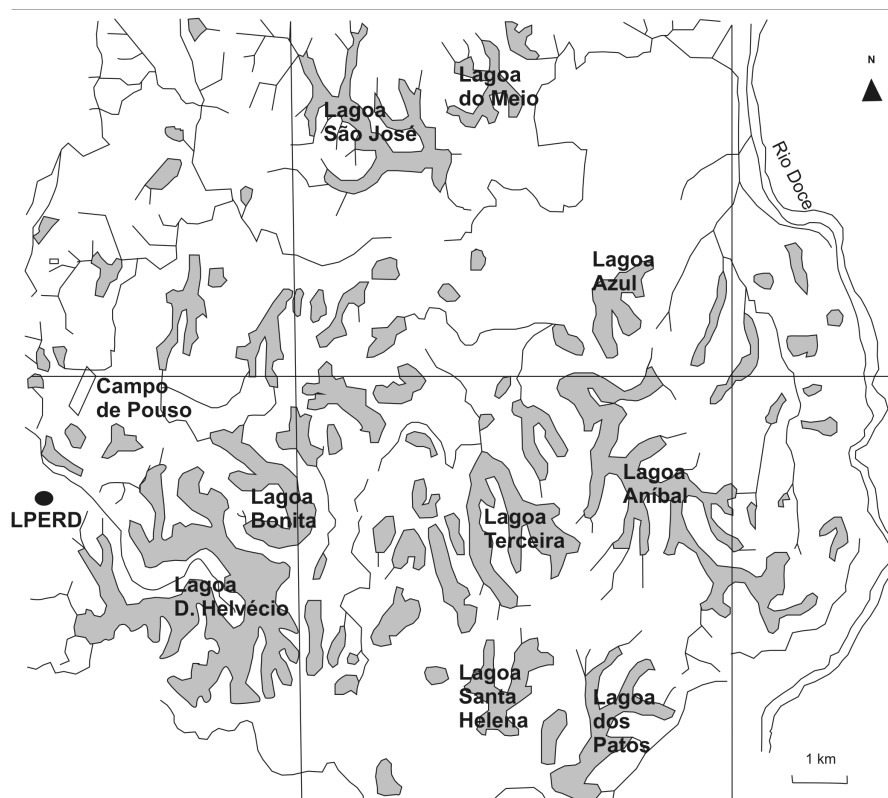 Lagoa
do Meio
N
Lagoa
São José
Rio Doce
Lagoa
Azul
Campo
de Pouso
Lagoa
Aníbal
Lagoa
Bonita
LPERD
Lagoa
Terceira
Lagoa
D. Helvécio
Lagoa
Santa
Helena
Lagoa
dos
Patos
1 km